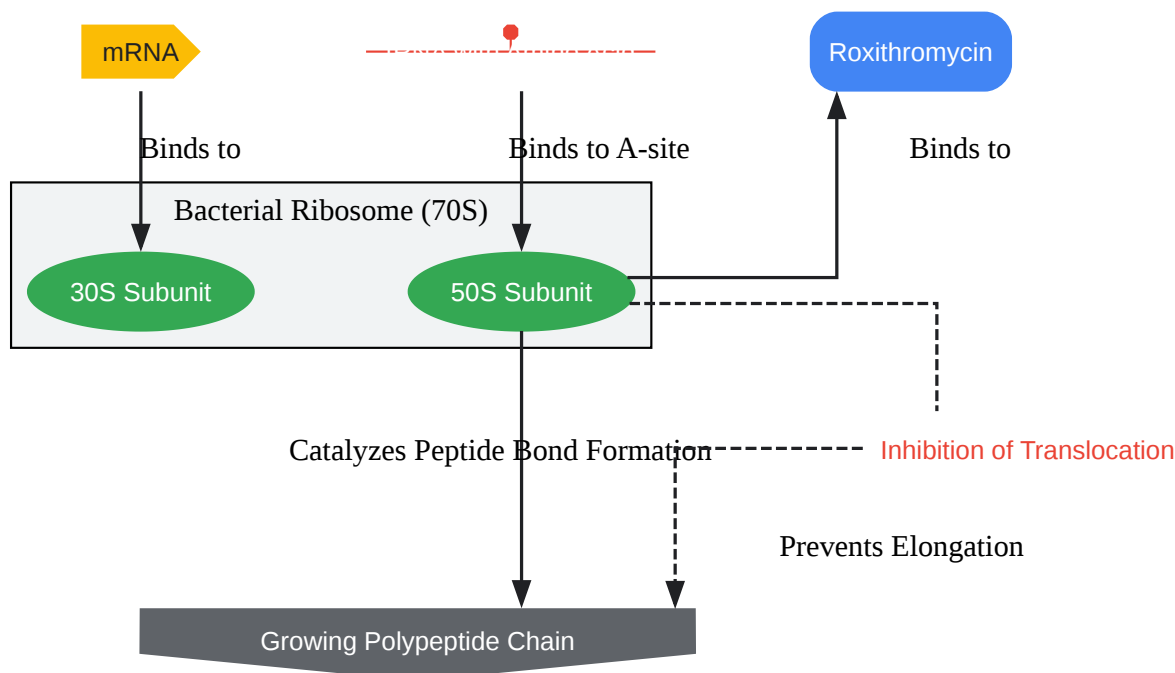 mRNA
Roxithromycin
Binds to
Binds to A-site
Binds to
Bacterial Ribosome (70S)
30S Subunit
50S Subunit
Catalyzes Peptide Bond Formation
Inhibition of Translocation
Prevents Elongation
Growing Polypeptide Chain